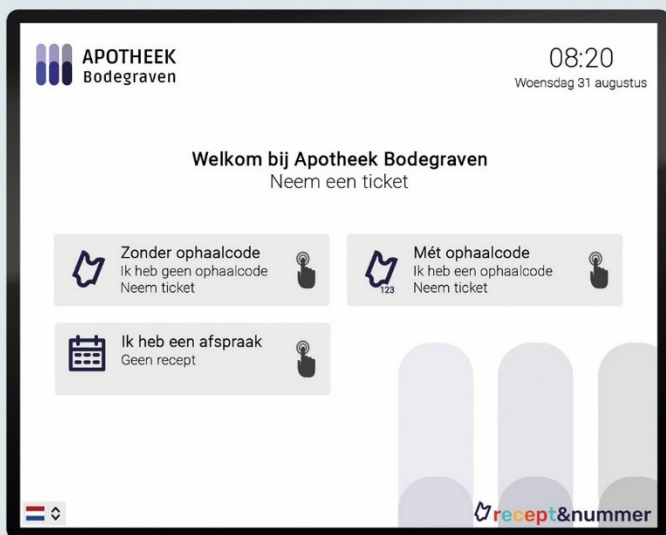 APOTHEEK
Bodegraven
08:20
Woensdag 31 augustus
Welkom bij Apotheek Bodegraven
Neem een ticket
Zonder ophaalcode
Ik heb geen ophaalcode
Neem ticket
Mét ophaalcode
Ik heb een ophaalcode
Neem ticket
123
Ik heb een afspraak
Geen recept
recept&nummer